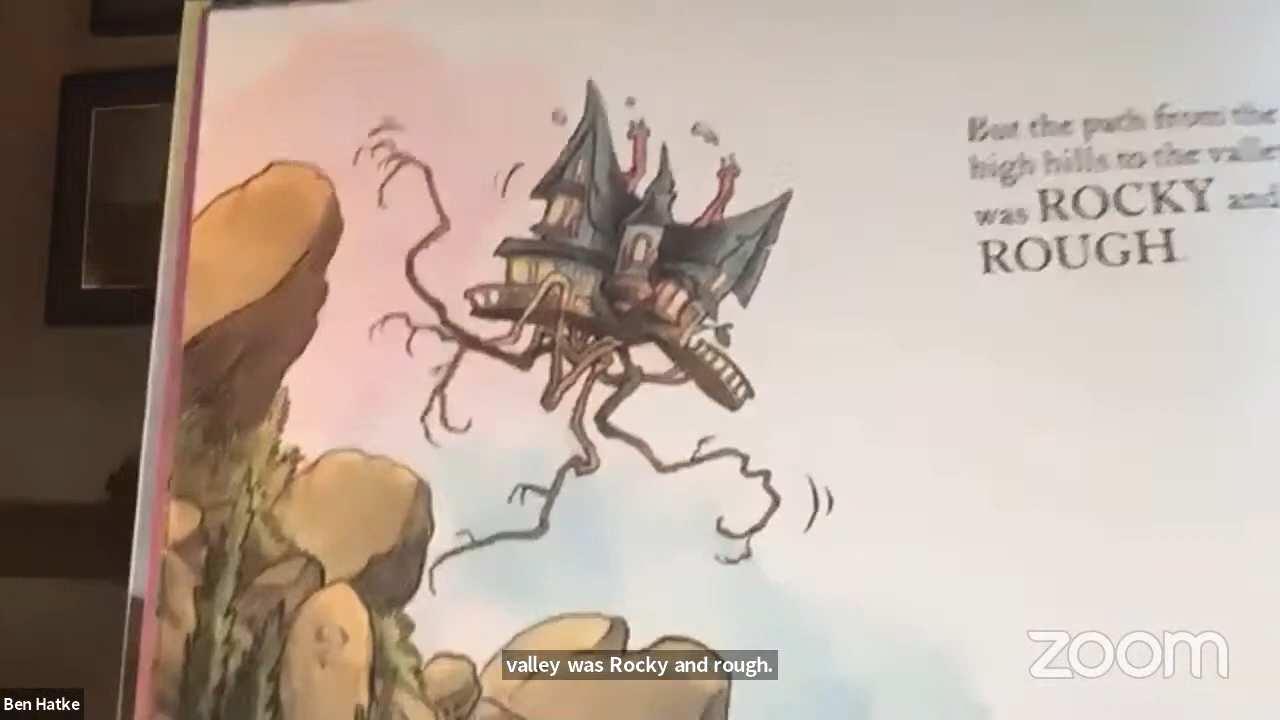 But the path from the
high hills to the valle
was ROCKY and
ROUGH
valley was Rocky and rough.
zoom
Ben Hatke